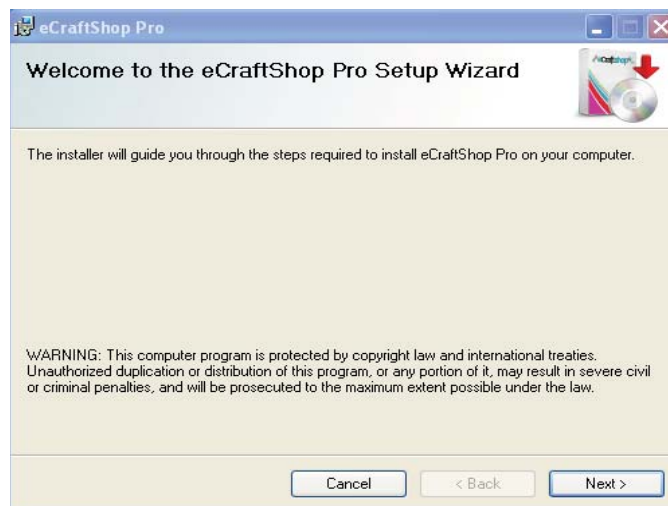 eCraftShop Pro
Welcome to the eCraftShop Pro Setup Wizard
The installer will guide you through the steps required to install eCraftShop Pro on your computer.
WARNING: This computer program is protected by copyright law and international treaties.
Unauthorized duplication or distribution of this program, or any portion of it, may result in severe civil
or criminal penalties, and will be prosecuted to the maximum extent possible under the law.
Cancel
< Back
Next >